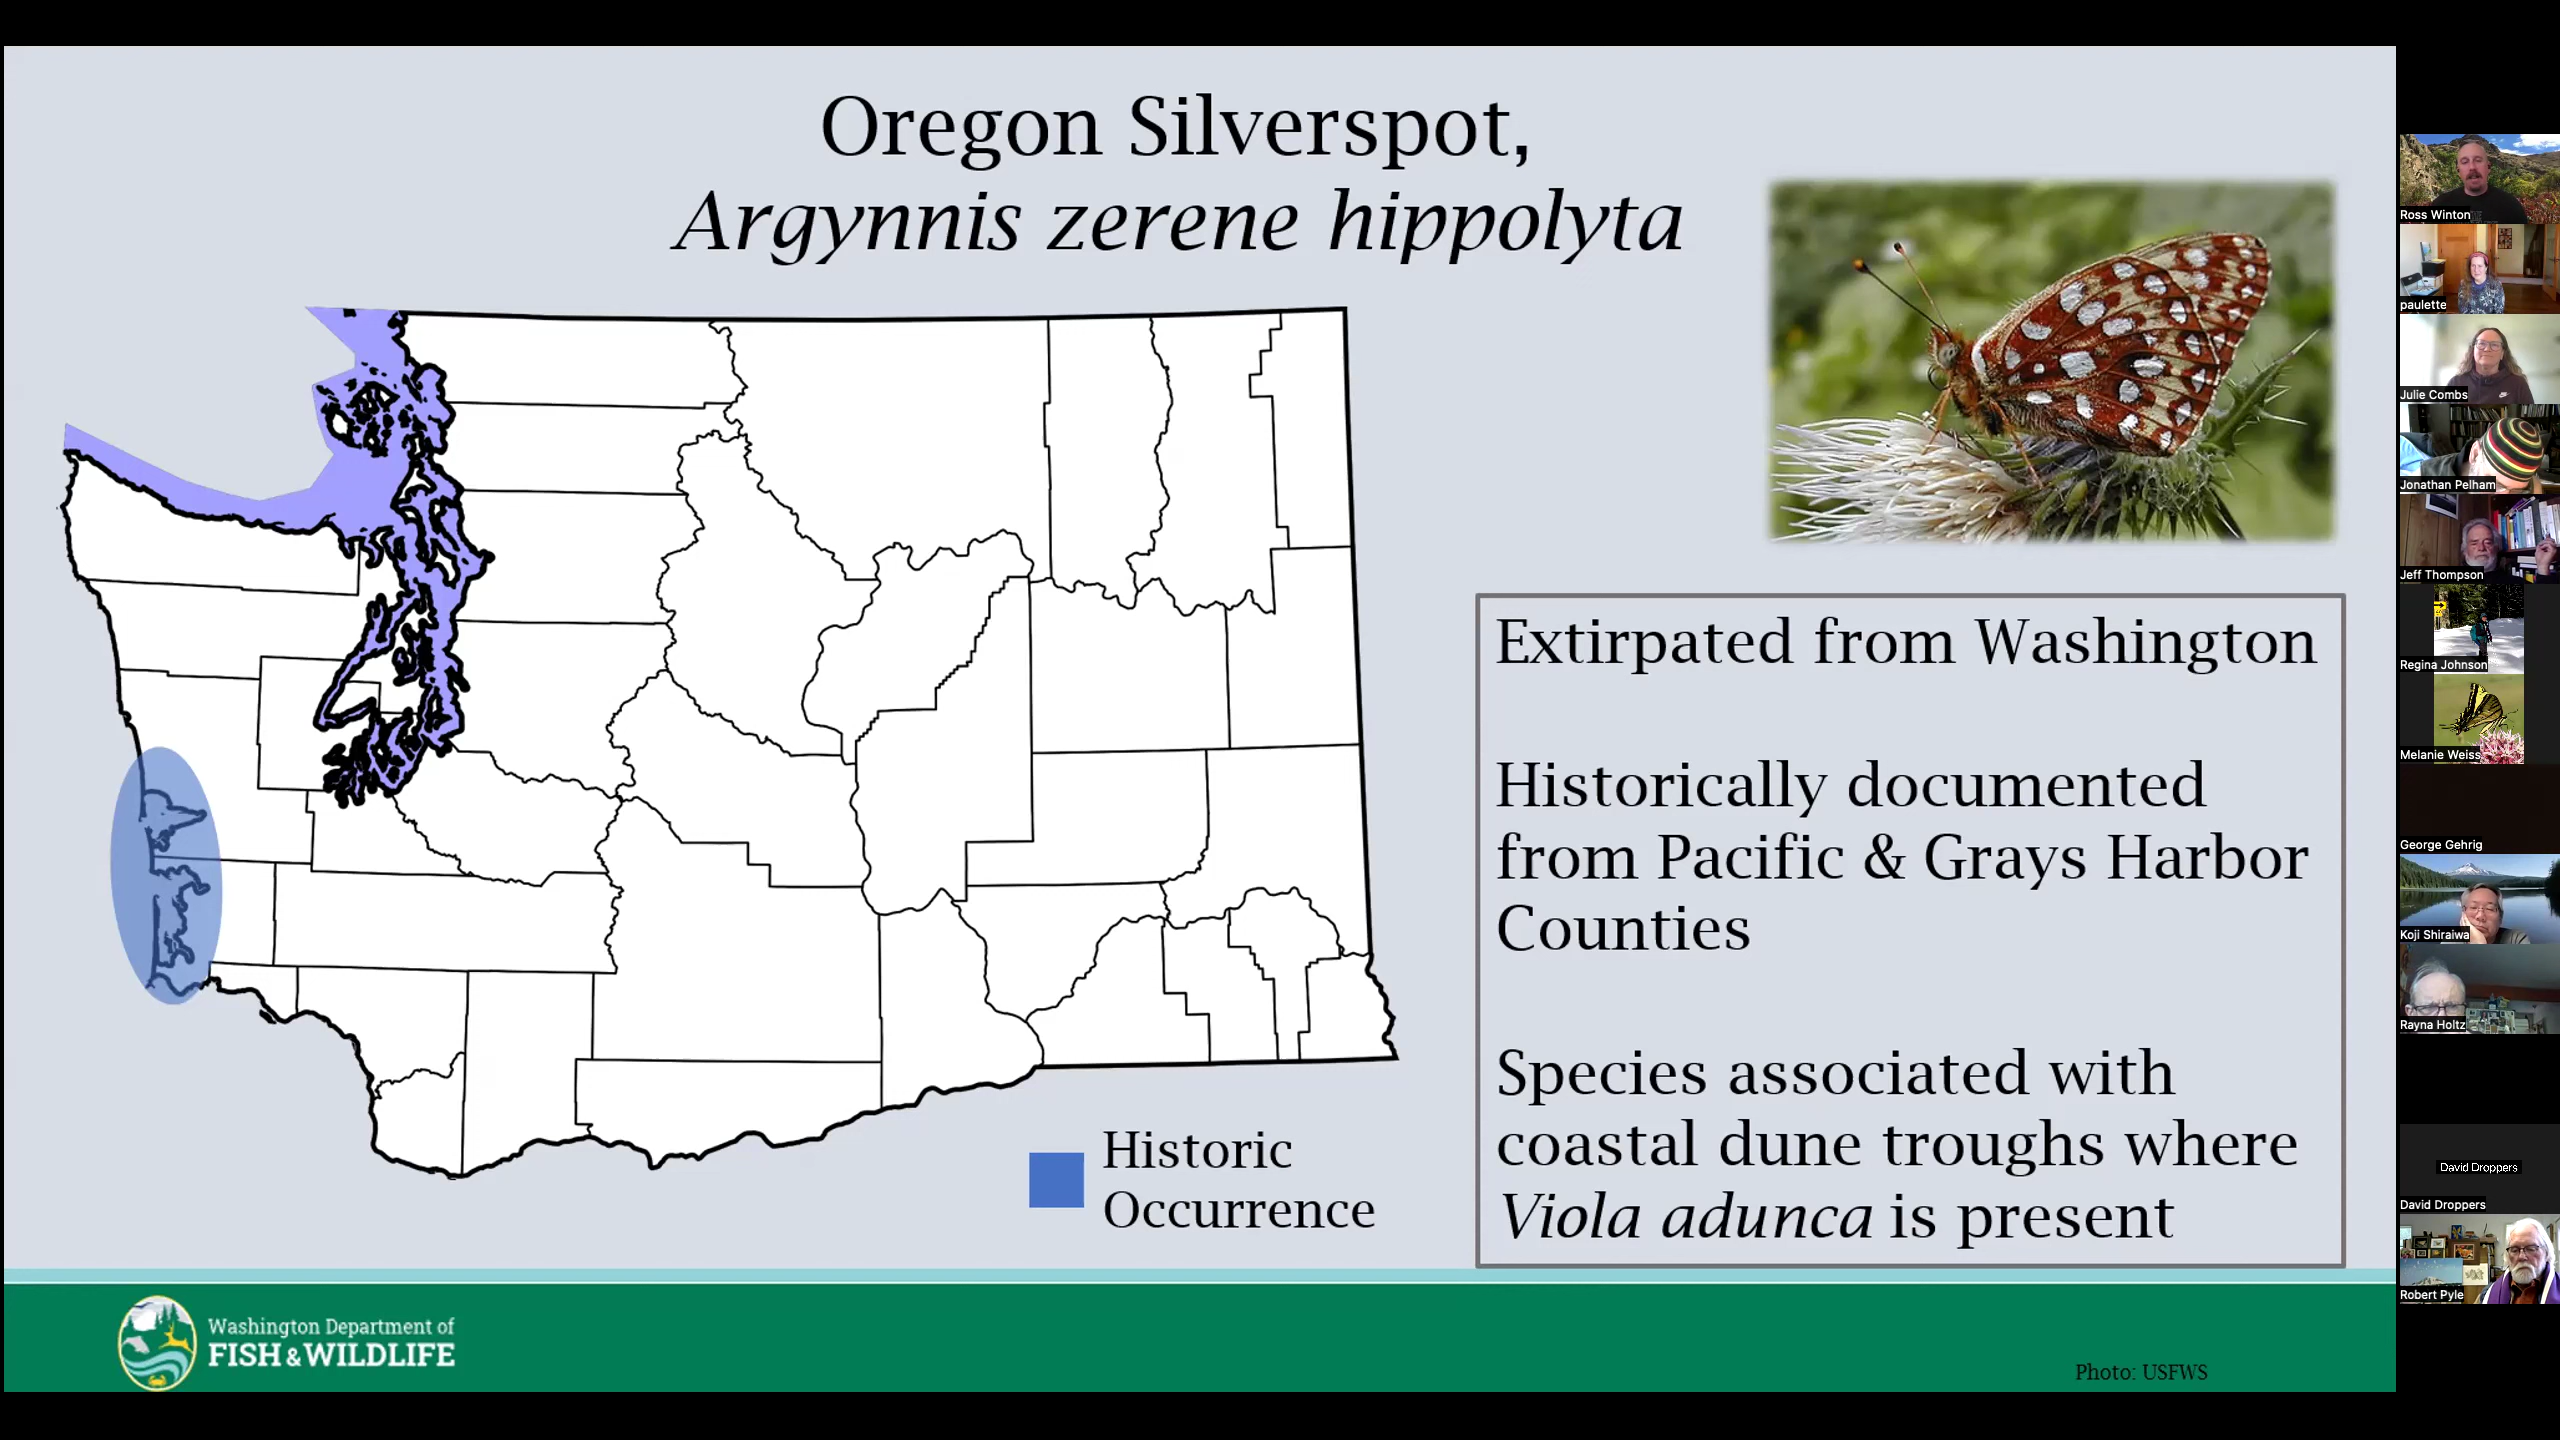 Oregon Silverspot,
Argynnis zerene hippolyta
Extirpated from Washington
Historically documented
from Pacific & Grays Harbor
Counties
Species associated with
coastal dune troughs where
Viola adunca is present
Historic
Occurrence
Washington Department of
FISH & WILDLIFE
Photo: USFWS
Ross Winton
paulette
Julie Combs
Jonathan Pelham
Jeff Thompson
Regina Johnson
Melanie Weiss
George Gehrig
Koji Shiraiwa
Rayna Holtz
David Droppers
David Droppers
Robert Pyle